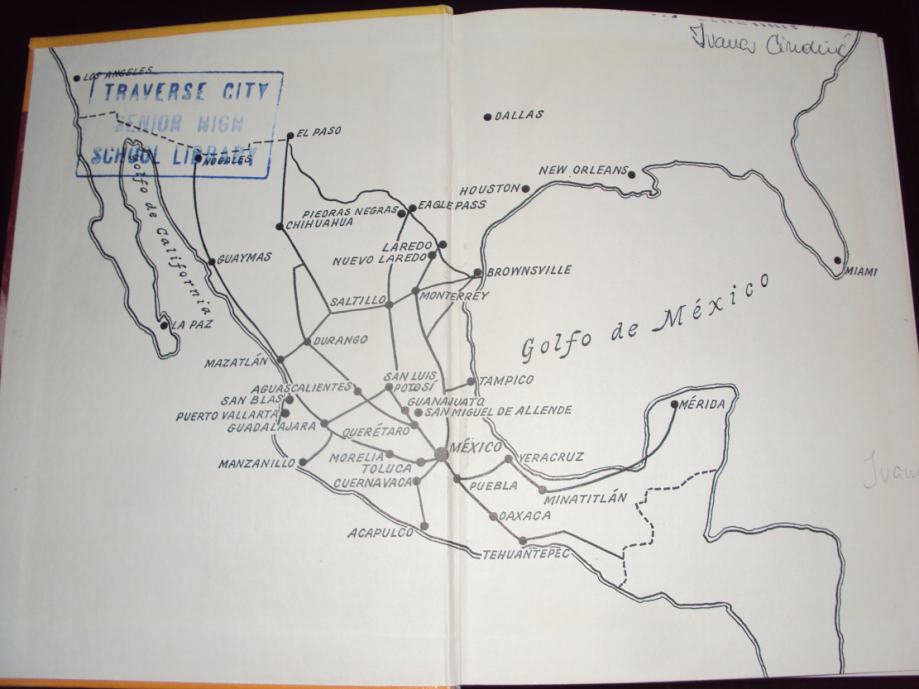 Ivana
LOS ANGELES
TRAVERSE CITY
SENIOR HIGH
SCHOOL LIBRARY
NOGALES
EL PASO
DALLAS
NEW ORLEANS
HOUSTON
Golfo de California
PIEDRAS NEGRAS
EAGLE PASS
CHIHUAHUA
LAREDO
NUEVO LAREDO
GUAYMAS
BROWNSVILLE
MIAMI
SALTILLO
MONTERREY
Golfo de México
LA PAZ
DURANGO
MAZATLÁN
SAN LUIS
POTOSÍ
TAMPICO
AGUASCALIENTES
SAN BLAS
GUANAJUATO
MÉRIDA
PUERTO VALLARTA
SAN MIGUEL DE ALLENDE
GUADALAJARA
QUERÉTARO
MÉXICO
MANZANILLO
MORELIA
VERACRUZ
TOLUCA
CUERNAVACA
PUEBLA
MINATITLÁN
OAXACA
ACAPULCO
TEHUANTEPEC